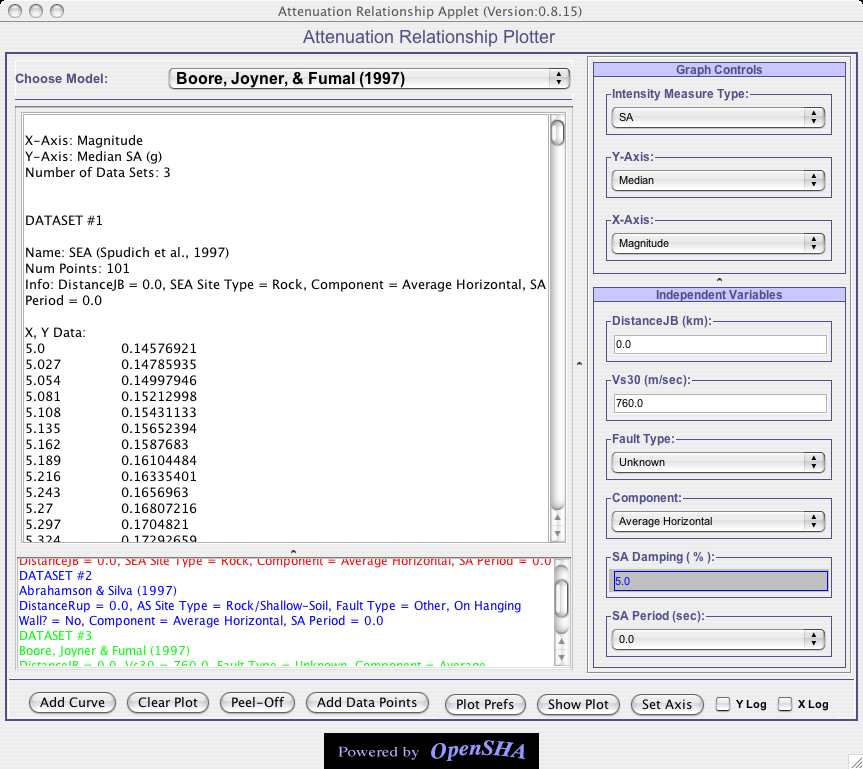 Attenuation Relationship Applet (Version:0.8.15)
Attenuation Relationship Plotter
Choose Model:
Boore, Joyner, & Fumal (1997)
X-Axis: Magnitude
Y-Axis: Median SA (g)
Number of Data Sets: 3
DATASET #1
Name: SEA (Spudich et al., 1997)
Num Points: 101
Info: DistanceJB = 0.0, SEA Site Type = Rock, Component = Average Horizontal, SA
Period = 0.0
X, Y Data:
5.0 0.14576921
5.027 0.14785935
5.054 0.14997946
5.081 0.15212998
5.108 0.15431133
5.135 0.15652394
5.162 0.1587683
5.189 0.16104484
5.216 0.16335401
5.243 0.1656963
5.27 0.16807216
5.297 0.1704821
5.324 0.17292659
DistanceJB = 0.0, SEA Site Type = Rock, Component = Average Horizontal, SA Period = 0.0
DATASET #2
Abrahamson & Silva (1997)
DistanceRup = 0.0, AS Site Type = Rock/Shallow-Soil, Fault Type = Other, On Hanging
Wall? = No, Component = Average Horizontal, SA Period = 0.0
DATASET #3
Boore, Joyner & Fumal (1997)
DistanceJB = 0.0, Vs30 = 760.0, Fault Type = Unknown, Component = Average
Graph Controls
Intensity Measure Type:
SA
Y-Axis:
Median
X-Axis:
Magnitude
Independent Variables
DistanceJB (km):
0.0
Vs30 (m/sec):
760.0
Fault Type:
Unknown
Component:
Average Horizontal
SA Damping ( % ):
5.0
SA Period (sec):
0.0
Add Curve
Clear Plot
Peel-Off
Add Data Points
Plot Prefs
Show Plot
Set Axis
Y Log
X Log
Powered by OpenSHA